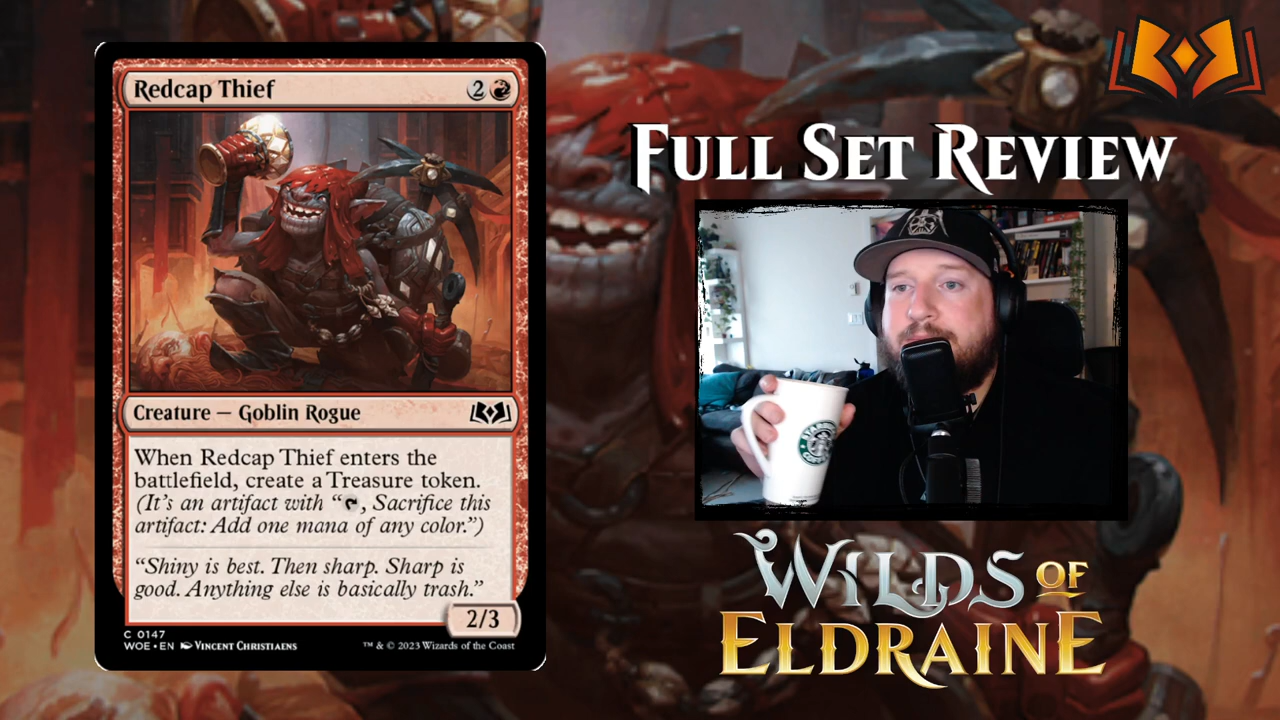 Redcap Thief
2
Creature — Goblin Rogue
When Redcap Thief enters the
battlefield, create a Treasure token.
(It's an artifact with “, Sacrifice this
artifact: Add one mana of any color.”)
“Shiny is best. Then sharp. Sharp is
good. Anything else is basically trash.”
2/3
C 0147
WOE • EN VINCENT CHRISTIAENS
™ & © 2023 Wizards of the Coast
FULL SET REVIEW
WILDS OF
ELDRAINE